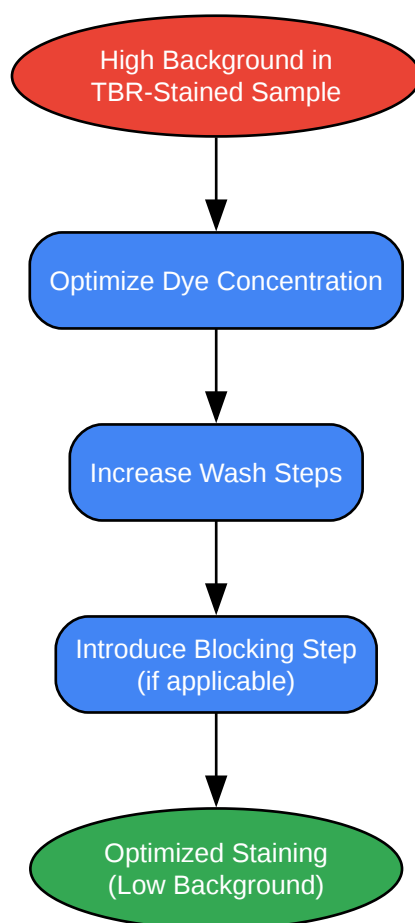 High Background in
TBR-Stained Sample
Optimize Dye Concentration
Increase Wash Steps
Introduce Blocking Step
(if applicable)
Optimized Staining
(Low Background)